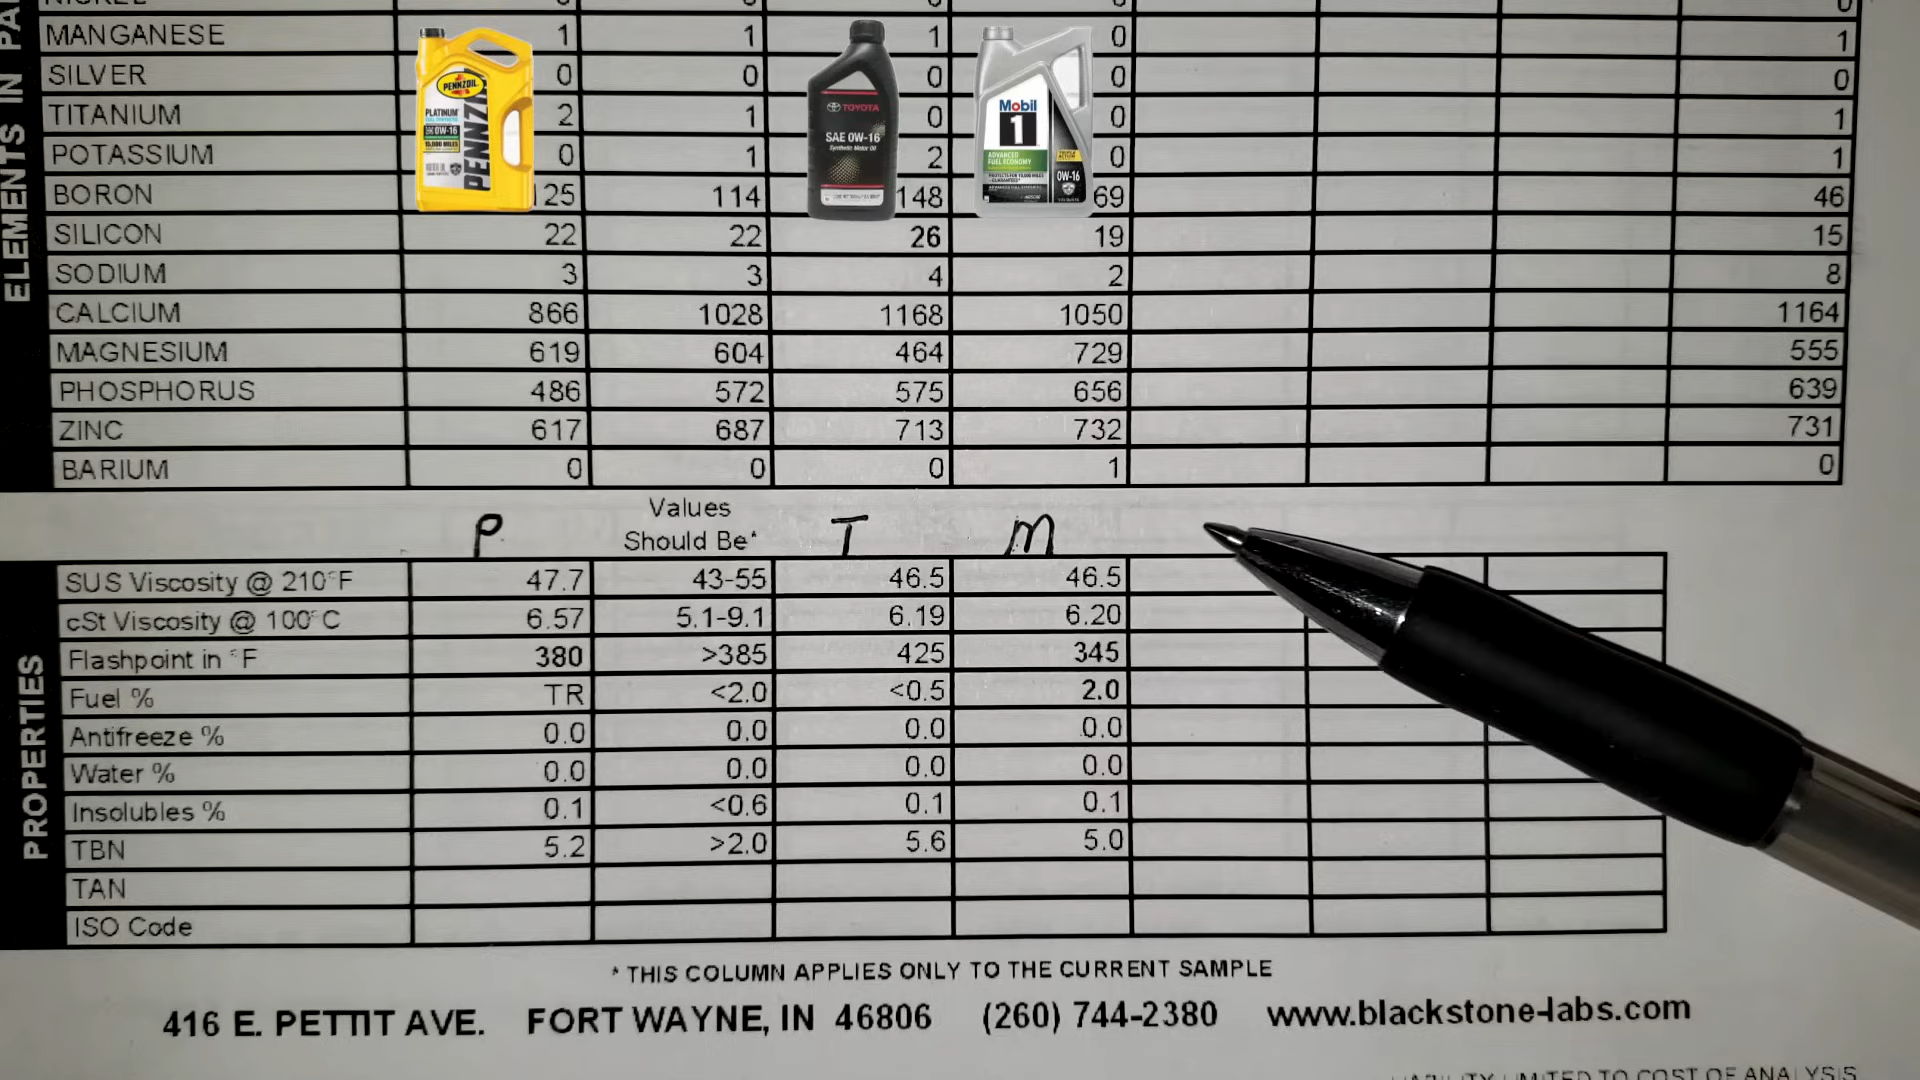 MANGANESE 1 1 1 0 1
SILVER 0 0 0 0 0
TITANIUM 2 1 0 0 1
POTASSIUM 0 1 2 0 1
BORON 125 114 148 69 46
SILICON 22 22 26 19 15
SODIUM 3 3 4 2 8
CALCIUM 866 1028 1168 1050 1164
MAGNESIUM 619 604 464 729 555
PHOSPHORUS 486 572 575 656 639
ZINC 617 687 713 732 731
BARIUM 0 0 0 1 0
ELEMENTS IN
PENNZOIL
PLATINUM
0W-16
PENNZOIL
TOYOTA
SAE 0W-16
Synthetic Motor Oil
Mobil
1
ADVANCED
FUEL ECONOMY
0W-16
P Values Should Be* T M
SUS Viscosity @ 210°F 47.7 43-55 46.5 46.5
cSt Viscosity @ 100°C 6.57 5.1-9.1 6.19 6.20
Flashpoint in °F 380 >385 425 345
Fuel % TR <2.0 <0.5 2.0
Antifreeze % 0.0 0.0 0.0 0.0
Water % 0.0 0.0 0.0 0.0
Insolubles % 0.1 <0.6 0.1 0.1
TBN 5.2 >2.0 5.6 5.0
TAN
ISO Code
PROPERTIES
* THIS COLUMN APPLIES ONLY TO THE CURRENT SAMPLE
416 E. PETTIT AVE. FORT WAYNE, IN 46806 (260) 744-2380 www.blackstone-labs.com
LIMITED TO COST OF ANALYSIS